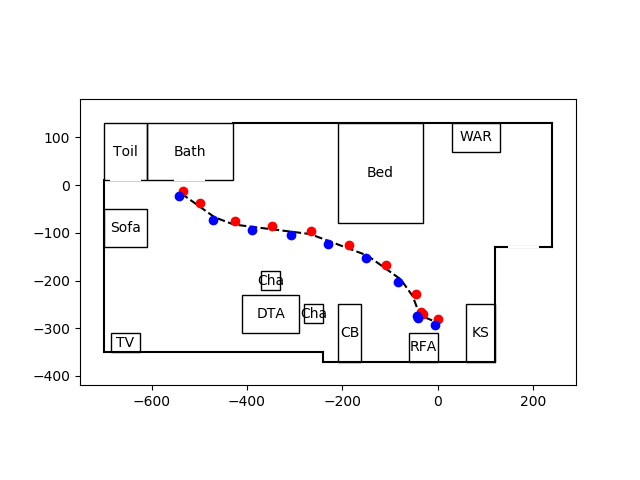 100
0
−100
−200
−300
−400
−600
−400
−200
0
200
Toil
Bath
WAR
Bed
Sofa
Cha
DTA
Cha
CB
KS
TV
RFA